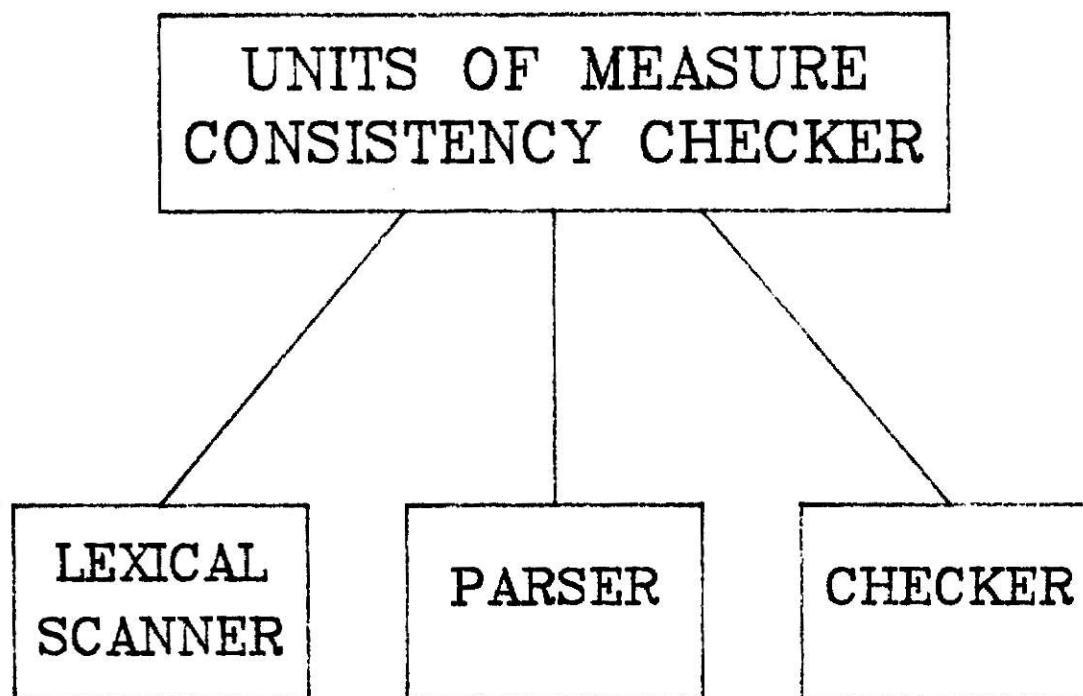 UNITS OF MEASURE
CONSISTENCY CHECKER
LEXICAL
SCANNER
PARSER
CHECKER